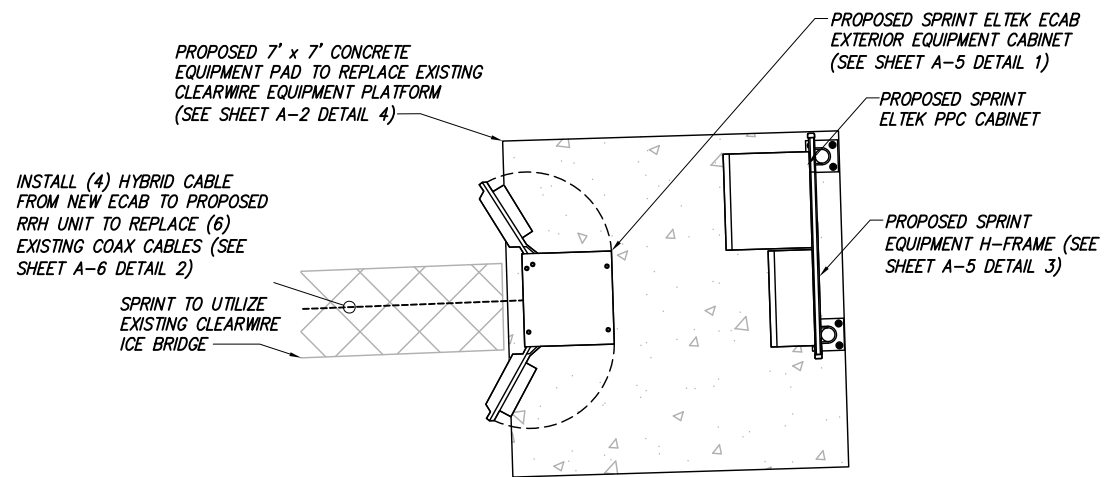 PROPOSED 7' x 7' CONCRETE
EQUIPMENT PAD TO REPLACE EXISTING
CLEARWIRE EQUIPMENT PLATFORM
(SEE SHEET A-2 DETAIL 4)
PROPOSED SPRINT ELTEK ECAB
EXTERIOR EQUIPMENT CABINET
(SEE SHEET A-5 DETAIL 1)
PROPOSED SPRINT
ELTEK PPC CABINET
INSTALL (4) HYBRID CABLE
FROM NEW ECAB TO PROPOSED
RRH UNIT TO REPLACE (6)
EXISTING COAX CABLES (SEE
SHEET A-6 DETAIL 2)
PROPOSED SPRINT
EQUIPMENT H-FRAME (SEE
SHEET A-5 DETAIL 3)
SPRINT TO UTILIZE
EXISTING CLEARWIRE
ICE BRIDGE